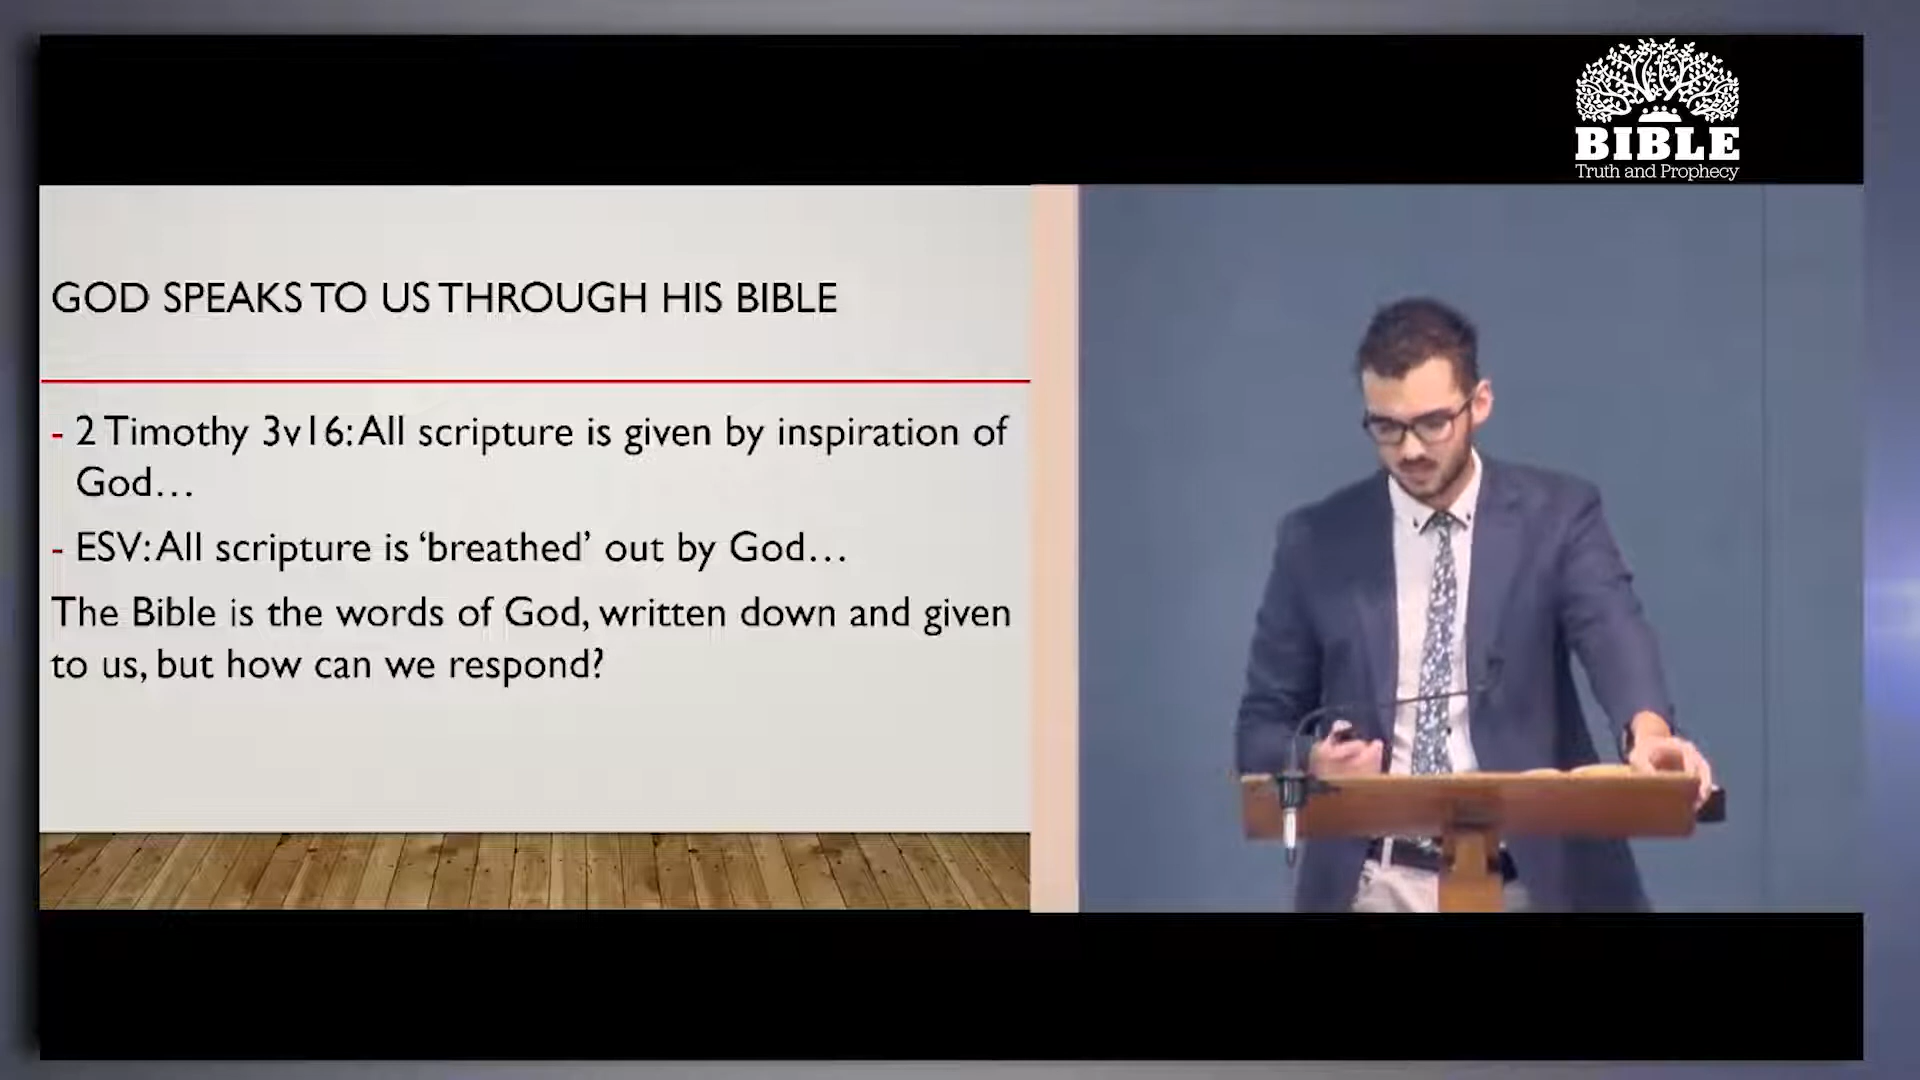 BIBLE
Truth and Prophecy
GOD SPEAKS TO US THROUGH HIS BIBLE
- 2 Timothy 3v16: All scripture is given by inspiration of
God…
- ESV: All scripture is ‘breathed’ out by God…
The Bible is the words of God, written down and given
to us, but how can we respond?